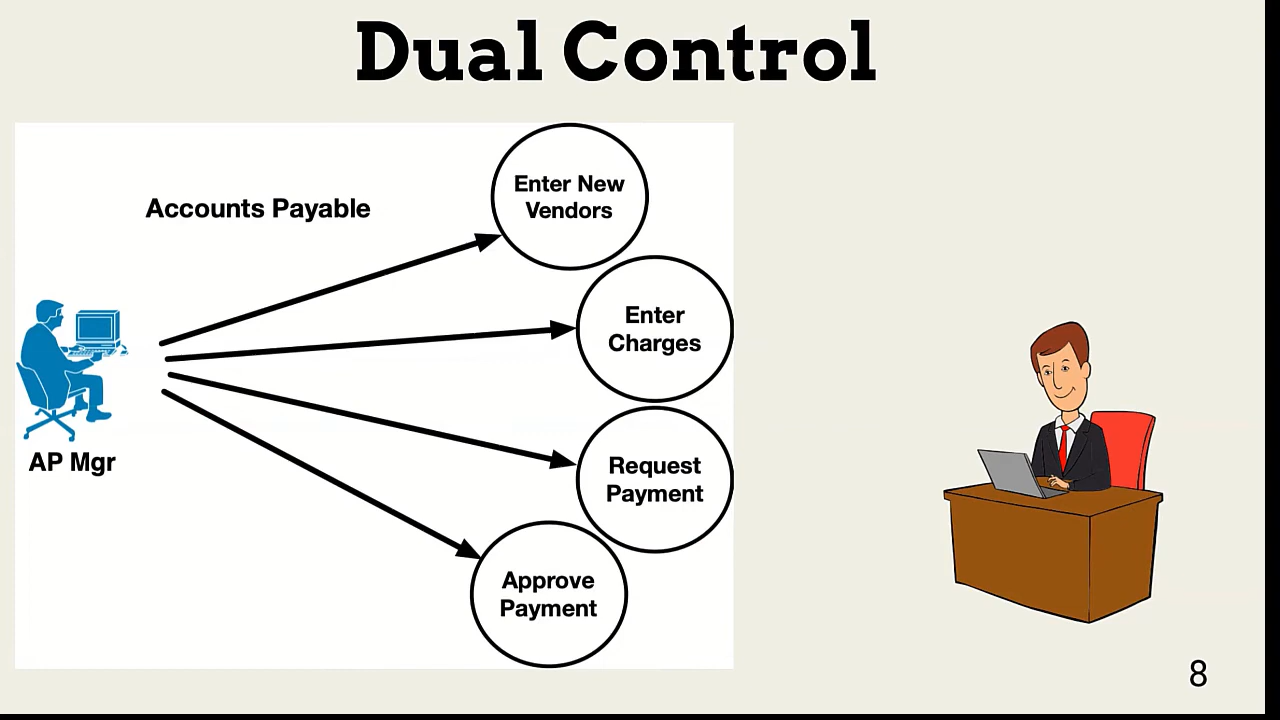 Dual Control
Accounts Payable
Enter New
Vendors
Enter
Charges
AP Mgr
Request
Payment
Approve
Payment
8